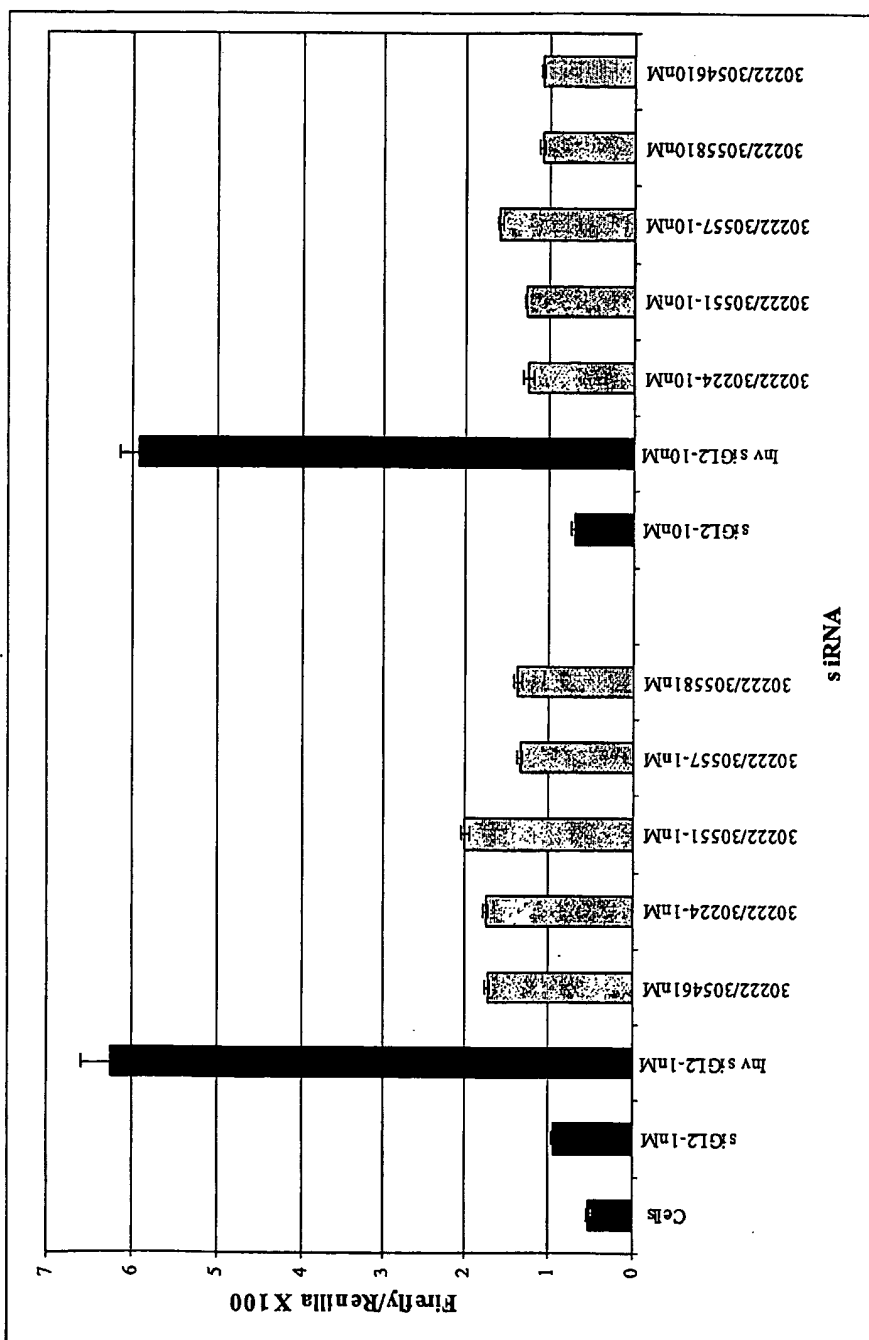 Firefly/Renilla X 100
7
6
5
4
3
2
1
0
Cells
siGL2-1nM
Inv siGL2-1nM
30222/305461nM
30222/30224-1nM
30222/30551-1nM
30222/30557-1nM
30222/305581nM
siGL2-10nM
Inv siGL2-10nM
30222/30224-10nM
30222/30551-10nM
30222/30557-10nM
30222/3055810nM
30222/3054610nM
siRNA